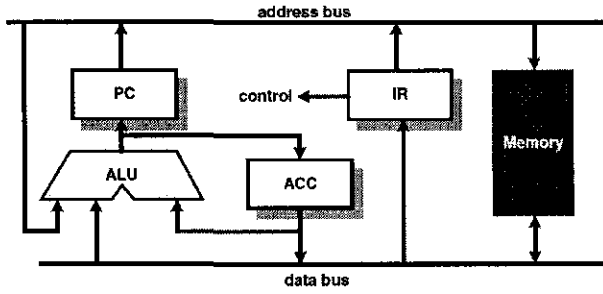 address bus
PC
control
IR
Memory
ALU
ACC
data bus